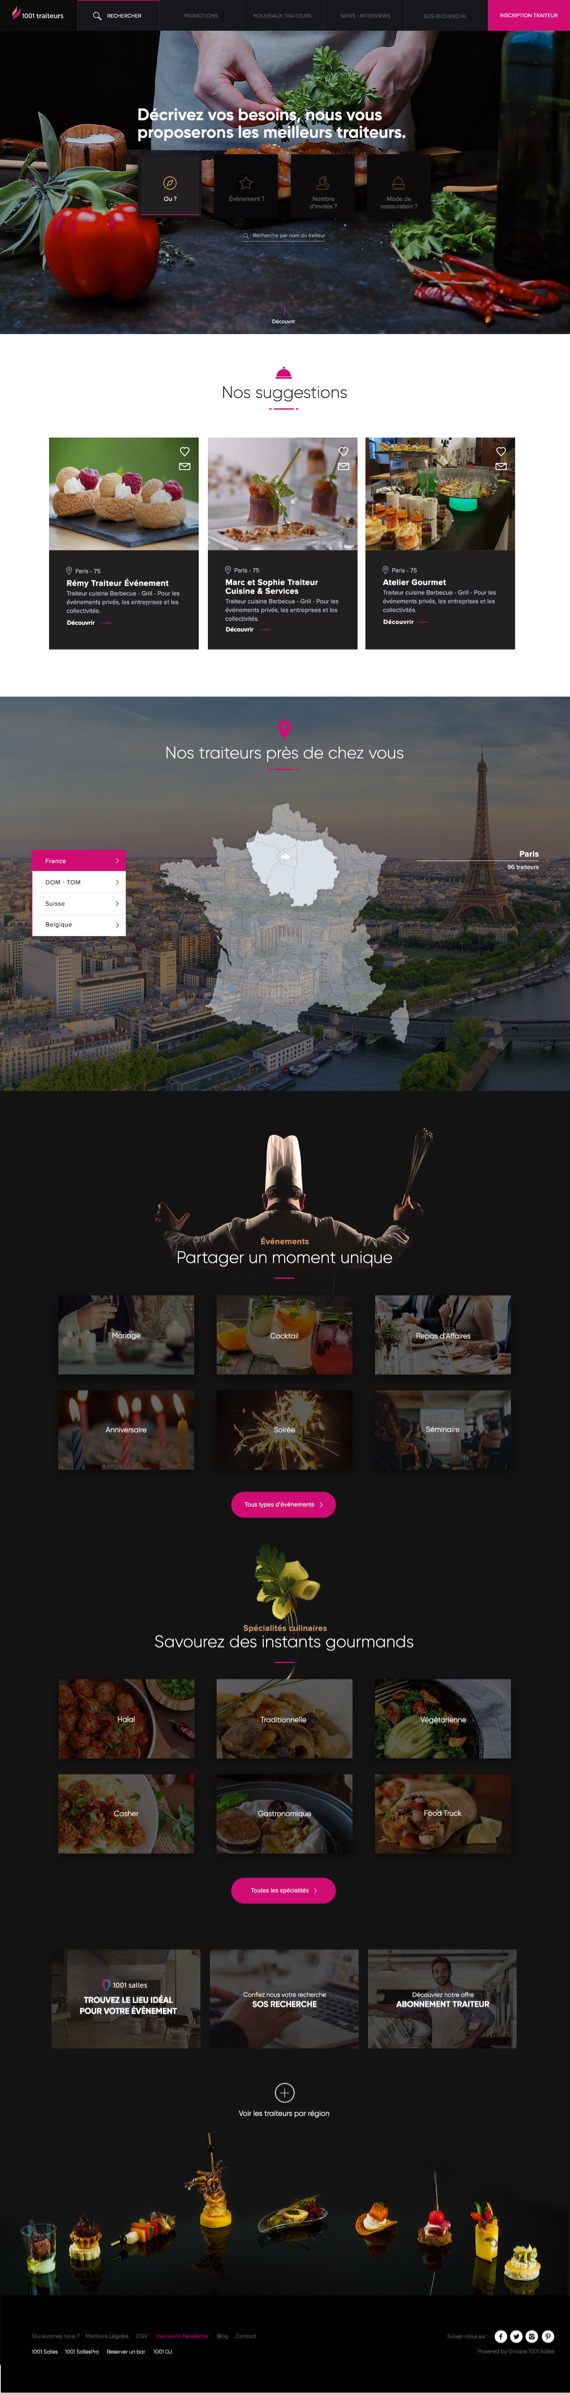 1001 traiteurs
RECHERCHER
PROMOTIONS
NOUVEAUX TRAITEURS
NEWS - INTERVIEWS
SOS RECHERCHE
INSCRIPTION TRAITEUR
Décrivez vos besoins, nous vous
proposerons les meilleurs traiteurs.
Ou ?
Événement ?
Nombre
d'invités ?
Mode de
restauration ?
Recherche par nom du traiteur
Découvrir
Nos suggestions
Paris - 75
Rémy Traiteur Événement
Traiteur cuisine Barbecue - Grill - Pour les
événements privés, les entreprises et les
collectivités.
Découvrir
Paris - 75
Marc et Sophie Traiteur
Cuisine & Services
Traiteur cuisine Barbecue - Grill - Pour les
événements privés, les entreprises et les
collectivités.
Découvrir
Paris - 75
Atelier Gourmet
Traiteur cuisine Barbecue - Grill - Pour les
événements privés, les entreprises et les
collectivités.
Découvrir
Nos traiteurs près de chez vous
France
DOM - TOM
Suisse
Belgique
Paris
96 traiteurs
Événements
Partager un moment unique
Mariage
Cocktail
Repas d'Affaires
Anniversaire
Soirée
Séminaire
Tous types d'événements
Spécialités culinaires
Savourez des instants gourmands
Halal
Traditionnelle
Végétarienne
Casher
Gastronomique
Food Truck
Toutes les spécialités
1001 salles
TROUVEZ LE LIEU IDÉAL
POUR VOTRE ÉVÉNEMENT
Confiez nous votre recherche
SOS RECHERCHE
Découvrez notre offre
ABONNEMENT TRAITEUR
Voir les traiteurs par région
Qui sommes nous ? Mentions Légales CGV Inscription Newsletter Blog Contact
Suivez-nous sur :
1001 Salles 1001 SallesPro Reserver un bar 1001 DJ
Powered by Groupe 1001 Salles